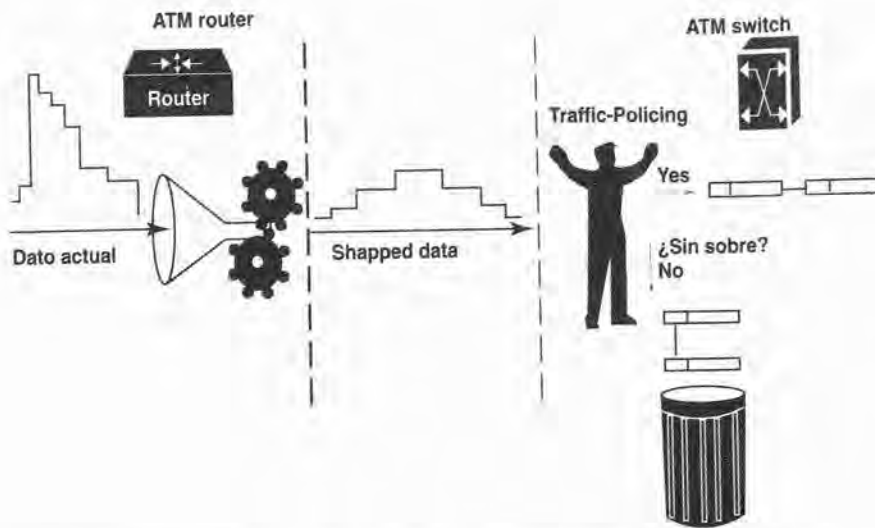 ATM router
Router
Dato actual
Shapped data
Traffic-Policing
ATM switch
Yes
¿Sin sobre?
No